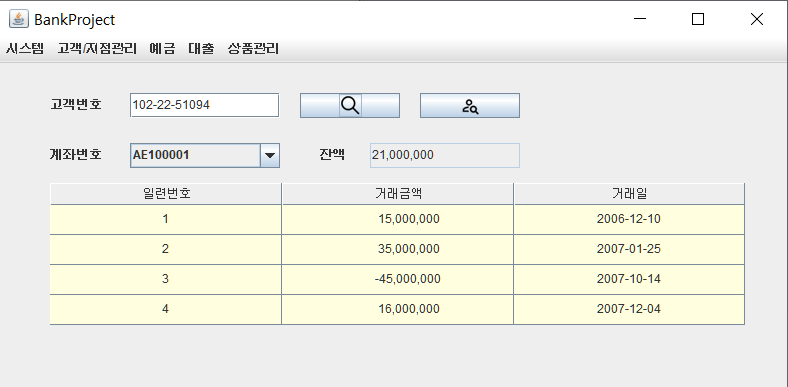 BankProject
시스템 고객/지점관리 예금 대출 상품관리
고객번호 102-22-51094
계좌번호 AE100001 잔액 21,000,000
일련번호 거래금액 거래일
1 15,000,000 2006-12-10
2 35,000,000 2007-01-25
3 -45,000,000 2007-10-14
4 16,000,000 2007-12-04